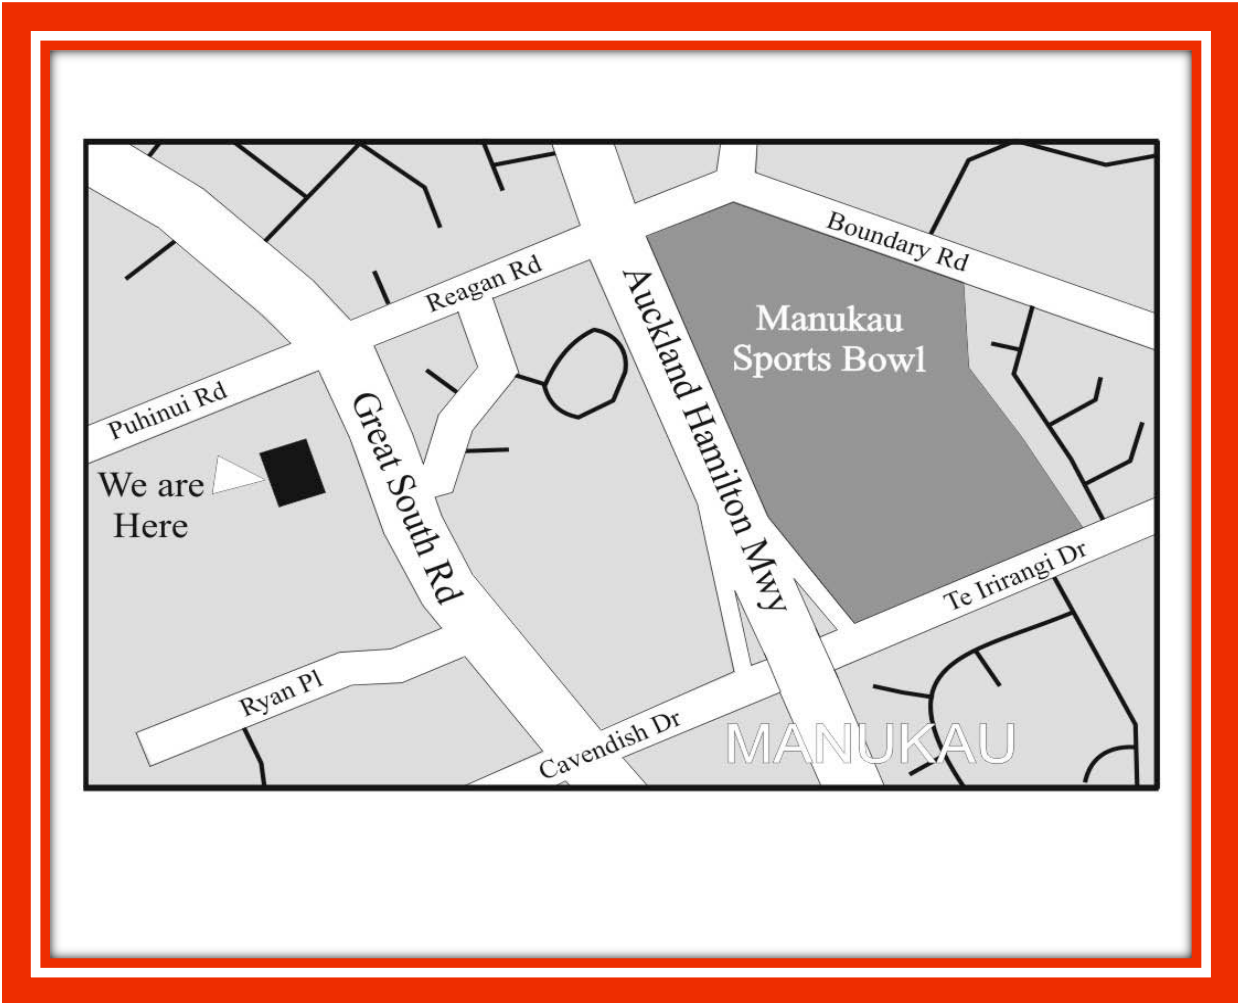 Boundary Rd
Reagan Rd
Manukau
Sports Bowl
Auckland Hamilton Mwy
Puhinui Rd
Great South Rd
We are
Here
Te Irirangi Dr
Ryan Pl
Cavendish Dr
MANUKAU